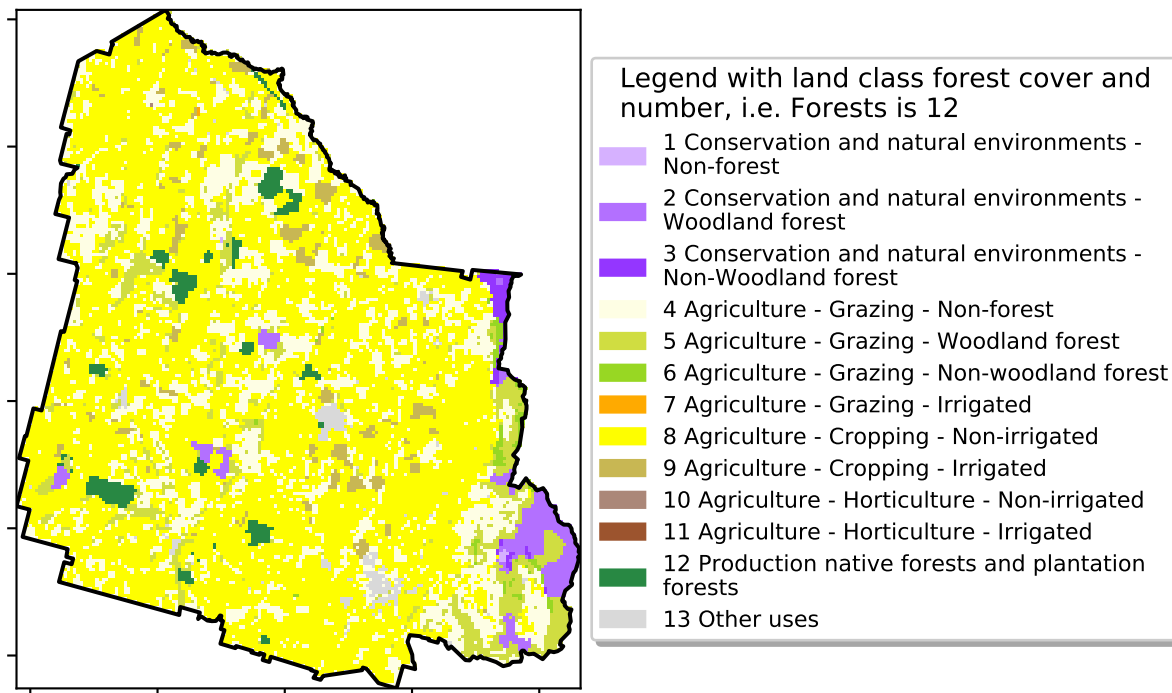 Legend with land class forest cover and
number, i.e. Forests is 12
1 Conservation and natural environments -
Non-forest
2 Conservation and natural environments -
Woodland forest
3 Conservation and natural environments -
Non-Woodland forest
4 Agriculture - Grazing - Non-forest
5 Agriculture - Grazing - Woodland forest
6 Agriculture - Grazing - Non-woodland forest
7 Agriculture - Grazing - Irrigated
8 Agriculture - Cropping - Non-irrigated
9 Agriculture - Cropping - Irrigated
10 Agriculture - Horticulture - Non-irrigated
11 Agriculture - Horticulture - Irrigated
12 Production native forests and plantation
forests
13 Other uses